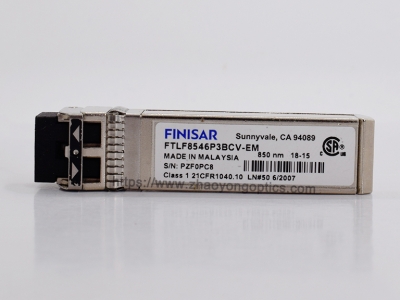 FINISAR Sunnyvale, CA 94089
FTLF8546P3BCV-EM
MADE IN MALAYSIA 850 nm 18-15
S/N: PZF0PC8
https://www.zhaoyongoptics.com/
Class 1 21CFR1040.10 LN#50 6/2007